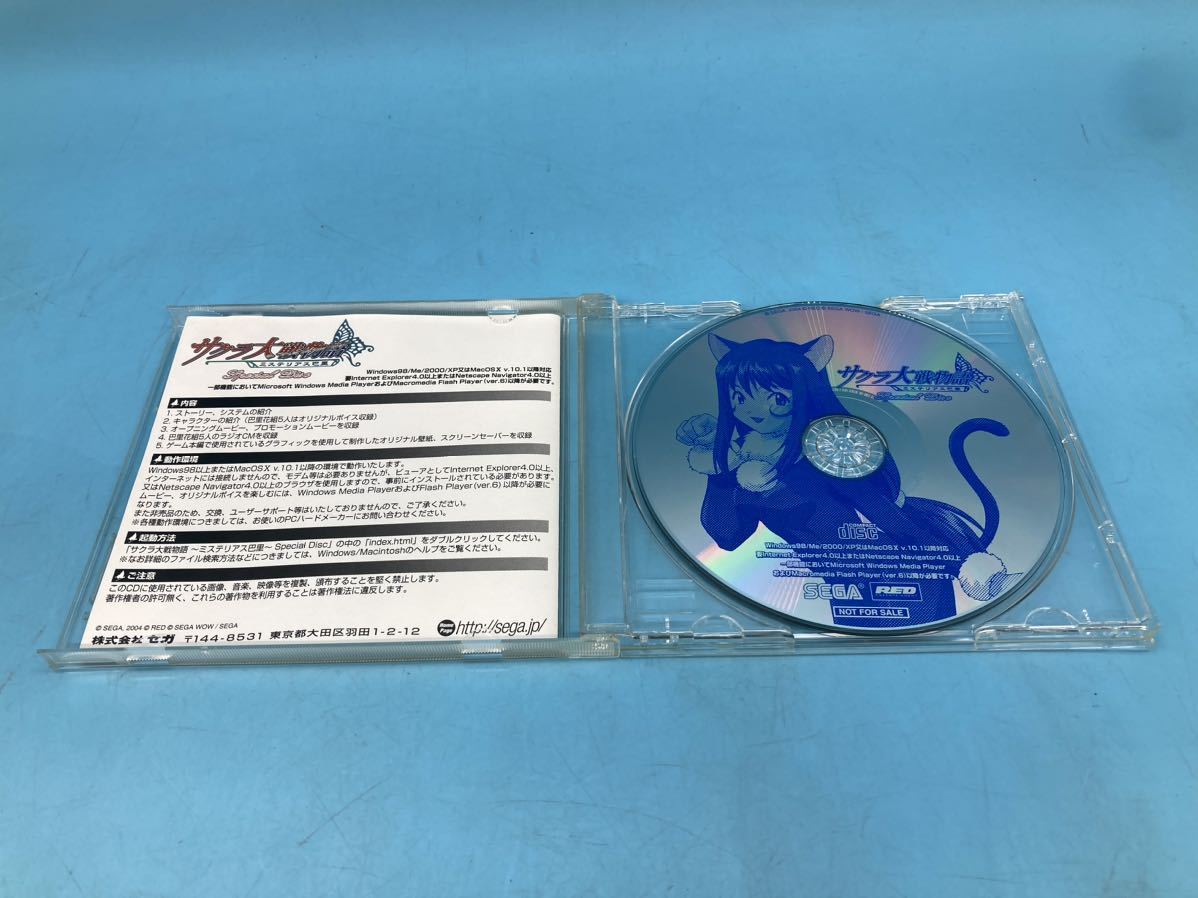 サクラ大戦物語
ミステリアス巴里
Special Disc
Windows98/Me/2000/XP又はMacOSX v.10.1以降対応
要Internet Explorer4.0以上またはNetscape Navigator4.0以上
一部機能においてMicrosoft Windows Media PlayerおよびMacromedia Flash Player(ver.6)以降が必要です。
内容
1. ストーリー、システムの紹介
2. キャラクターの紹介(巴里花組5人はオリジナルボイス収録)
3. オープニングムービー、プロモーションムービーを収録
4. 巴里花組5人のラジオCMを収録
5. ゲーム本編で使用されているグラフィックを使用して制作したオリジナル壁紙、スクリーンセーバーを収録
動作環境
Windows98以上またはMacOSX v.10.1以降の環境で動作いたします。
インターネットには接続しませんので、モデム等は必要ありませんが、ビューアとしてInternet Explorer4.0以上、
又はNetscape Navigator4.0以上のブラウザを使用しますので、事前にインストールされている必要があります。
ムービー、オリジナルボイスを楽しむには、Windows Media PlayerおよびFlash Player(ver.6)以降が必要に
なります。
また非売品のため、交換、ユーザーサポート等はいたしておりませんので、ご了承ください。
※各種動作環境につきましては、お使いのPCハードメーカーにお問い合わせください。
起動方法
「サクラ大戦物語 ～ミステリアス巴里～ Special Disc」の中の「index.html」をダブルクリックしてください。
※なお詳細のファイル検索方法などにつきましては、Windows/Macintoshのヘルプをご覧ください。
ご注意
このCDに使用されている画像、音楽、映像等を複製、頒布することを堅く禁止します。
著作権者の許可無く、これらの著作物を利用することは著作権法に違反します。
© SEGA, 2004 © RED © SEGA WOW / SEGA
株式会社 セガ 〒144-8531 東京都大田区羽田1-2-12
Home Page http://sega.jp/
サクラ大戦物語
ミステリアス巴里
Special Disc
COMPACT disc
Windows98/Me/2000/XP又はMacOSX v.10.1以降対応
要Internet Explorer4.0以上またはNetscape Navigator4.0以上
一部機能においてMicrosoft Windows Media Player
およびMacromedia Flash Player(ver.6)以降が必要です。
SEGA RED
NOT FOR SALE